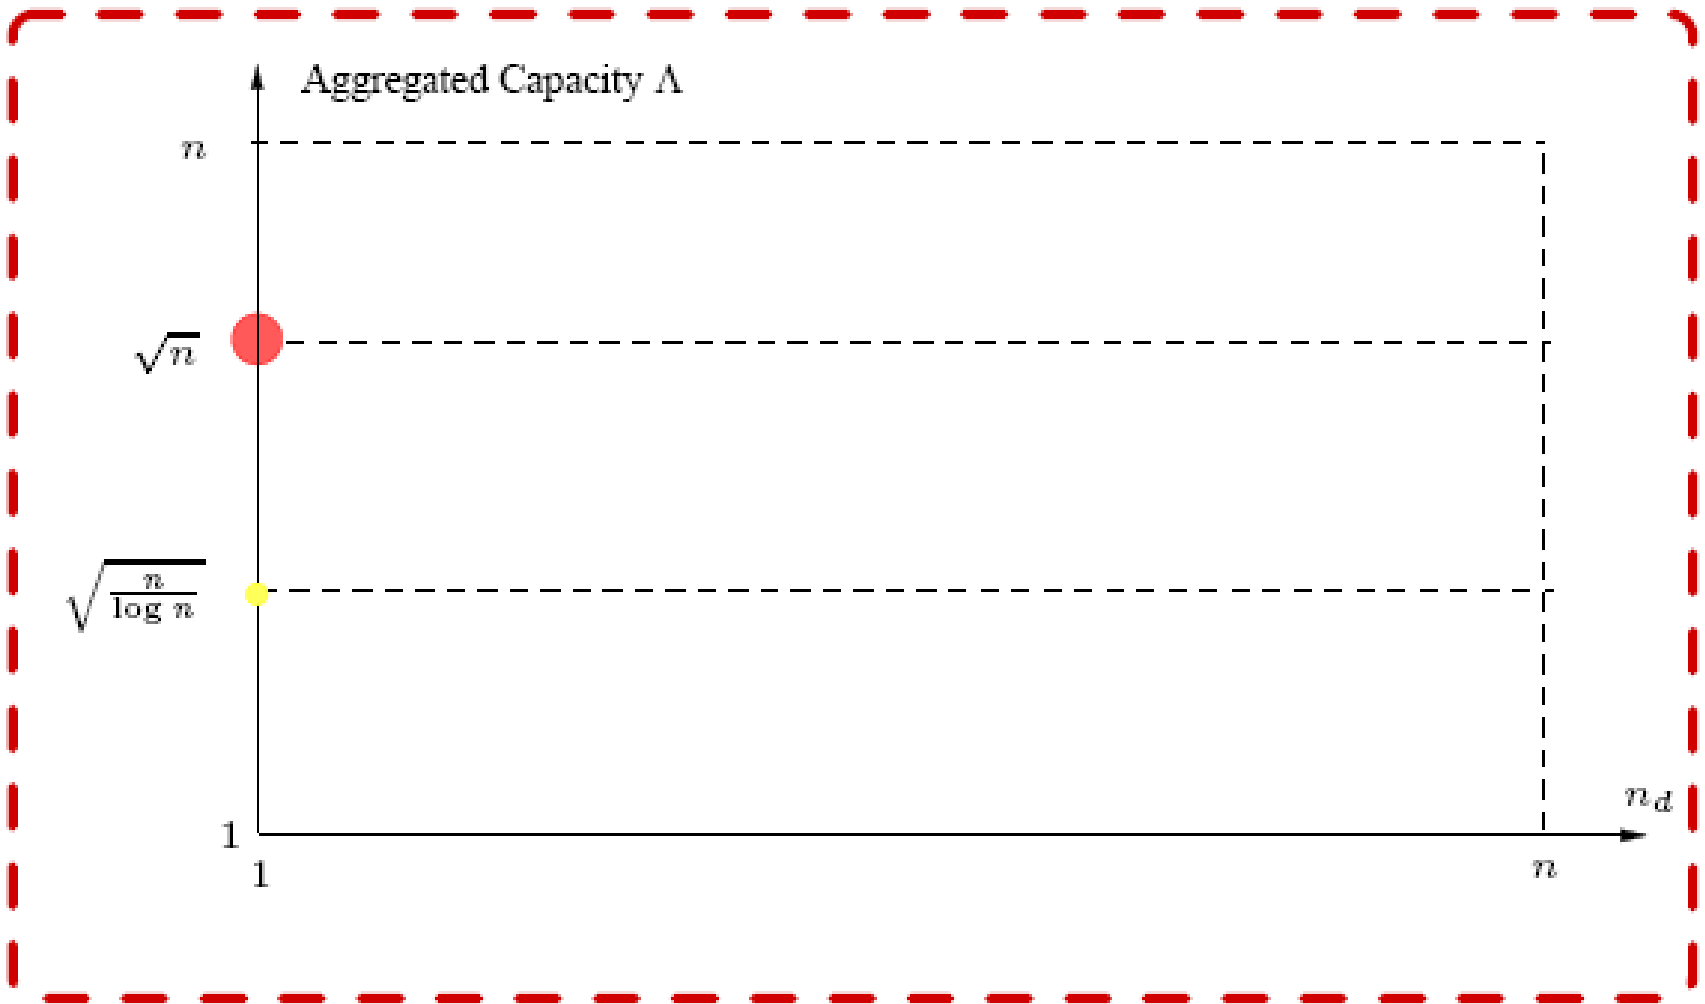 Aggregated Capacity Λ
n
√n
√(n / log n)
n_d
1
1
n